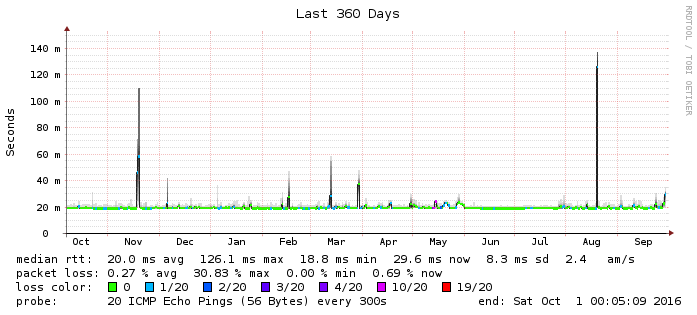 Last 360 Days
RRDTOOL / TOBI OETIKER
Seconds
140 m
120 m
100 m
80 m
60 m
40 m
20 m
0
Oct Nov Dec Jan Feb Mar Apr May Jun Jul Aug Sep
median rtt: 20.0 ms avg 126.1 ms max 18.8 ms min 29.6 ms now 8.3 ms sd 2.4 am/s
packet loss: 0.27 % avg 30.83 % max 0.00 % min 0.69 % now
loss color: 0 1/20 2/20 3/20 4/20 10/20 19/20
probe: 20 ICMP Echo Pings (56 Bytes) every 300s end: Sat Oct 1 00:05:09 2016